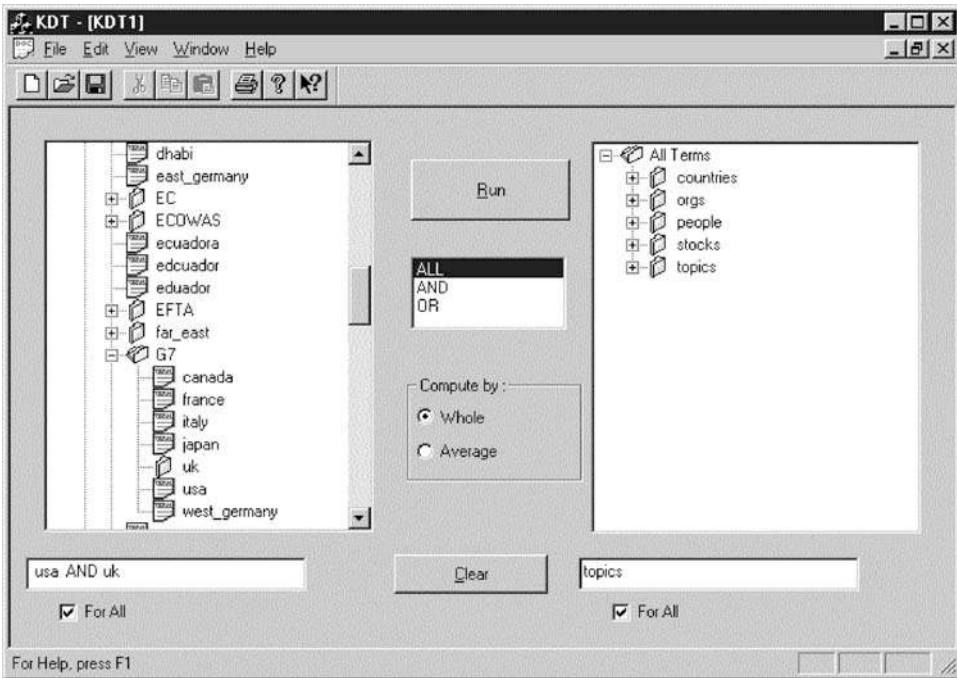 KDT - [KDT1]
File Edit View Window Help
dhabi
east_germany
EC
ECOWAS
ecuadora
edcuador
eduador
EFTA
far_east
G7
canada
france
italy
japan
uk
usa
west_germany
Run
ALL
AND
OR
Compute by :
Whole
Average
All Terms
countries
orgs
people
stocks
topics
usa AND uk
Clear
topics
For All
For All
For Help, press F1